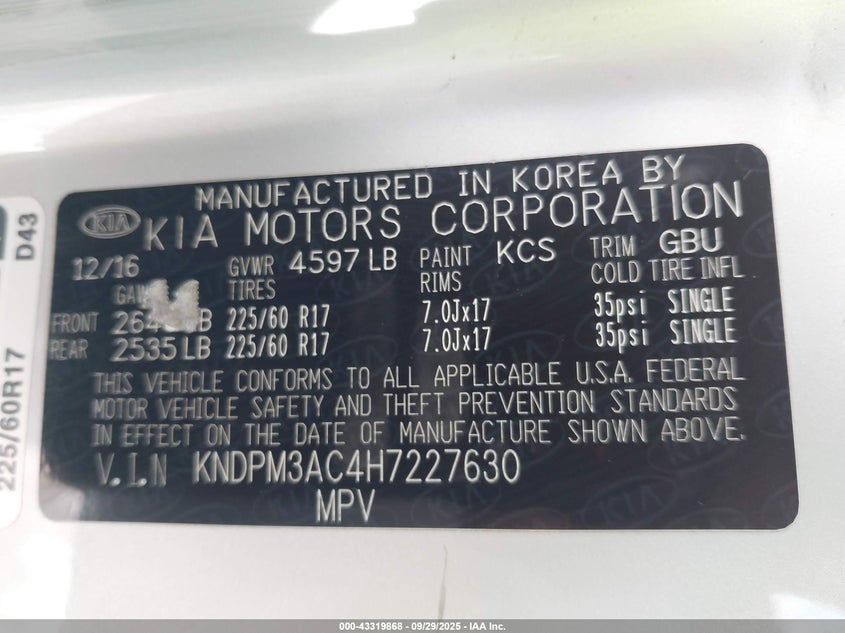 MANUFACTURED IN KOREA BY
KIA KIA MOTORS CORPORATION
12/16 GVWR 4597 LB PAINT KCS TRIM GBU
TIRES RIMS COLD TIRE INFL
FRONT 225/60 R17 7.0Jx17 35psi SINGLE
REAR 2535 LB 225/60 R17 7.0Jx17 35psi SINGLE
THIS VEHICLE CONFORMS TO ALL APPLICABLE U.S.A. FEDERAL
MOTOR VEHICLE SAFETY AND THEFT PREVENTION STANDARDS
IN EFFECT ON THE DATE OF MANUFACTURE SHOWN ABOVE.
V.I.N KNDPM3AC4H7227630
MPV
D43
225/60R17
000-43319868 - 09/29/2025 - IAA Inc.